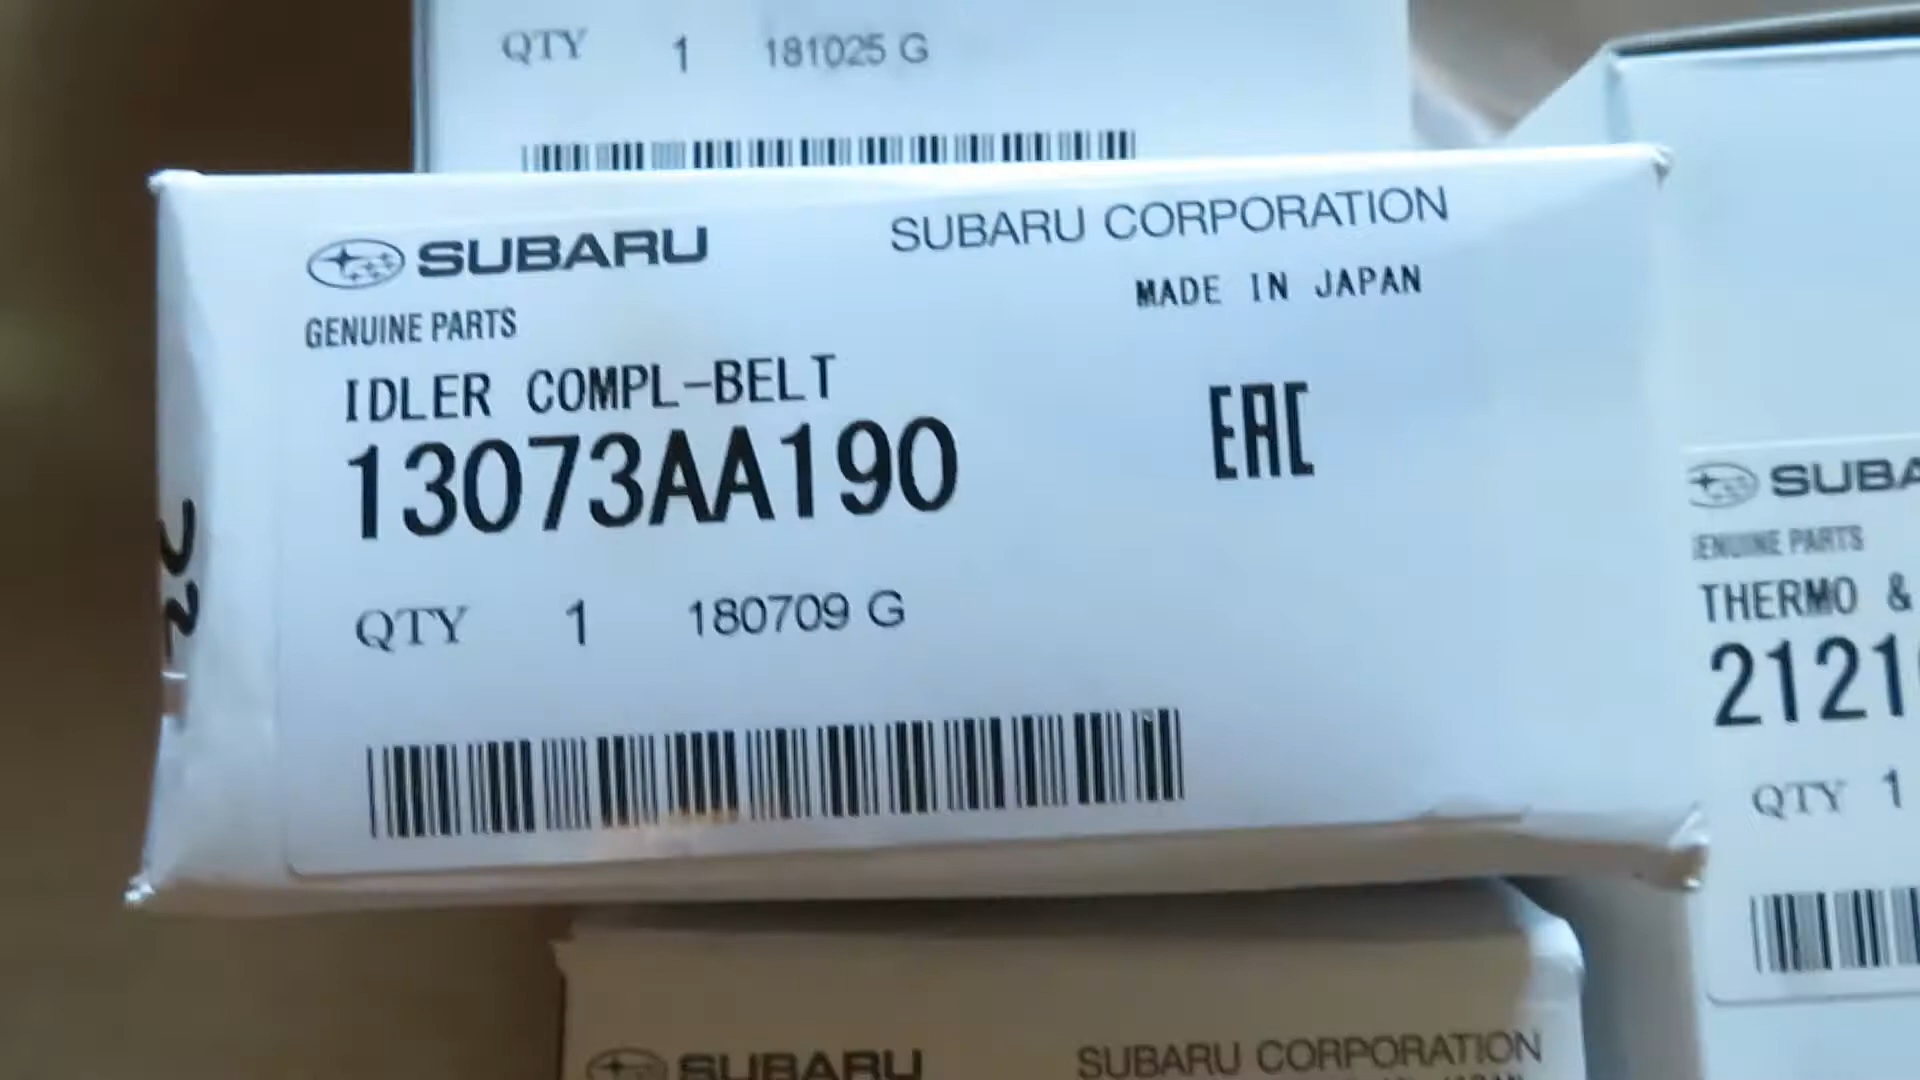 QTY 1 181025 G
SUBARU
SUBARU CORPORATION
GENUINE PARTS
MADE IN JAPAN
IDLER COMPL-BELT
13073AA190
EAC
QTY 1 180709 G
SUBA
ENUINE PARTS
THERMO &
2121
QTY 1
SUBARU
SUBARU CORPORATION